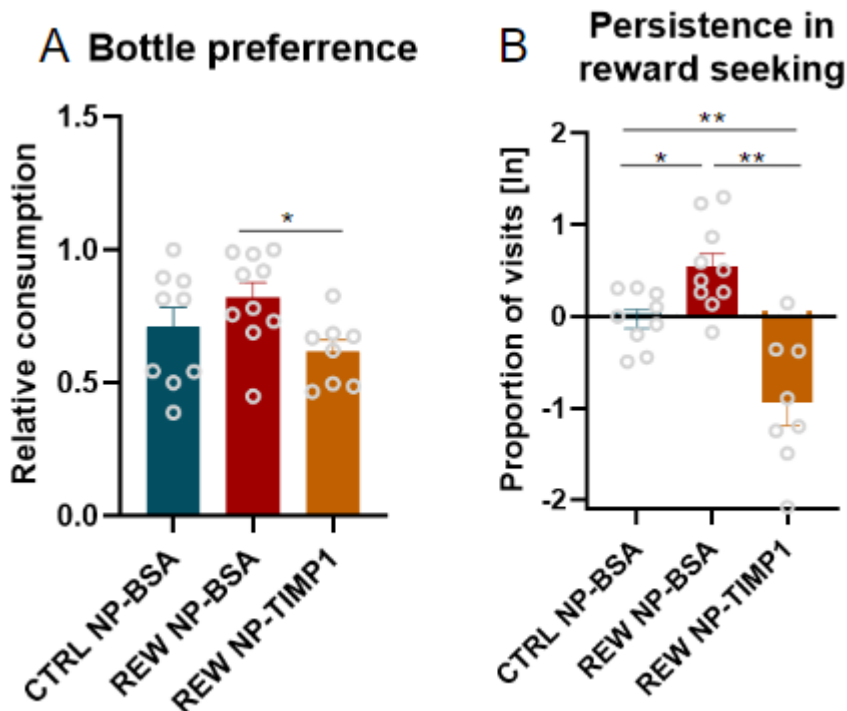 A Bottle preferrence
Relative consumption
1.5
1.0
0.5
0.0
*
CTRL NP-BSA
REW NP-BSA
REW NP-TIMP1
B Persistence in
reward seeking
Proportion of visits [ln]
2
1
0
-1
-2
**
* **
CTRL NP-BSA
REW NP-BSA
REW NP-TIMP1